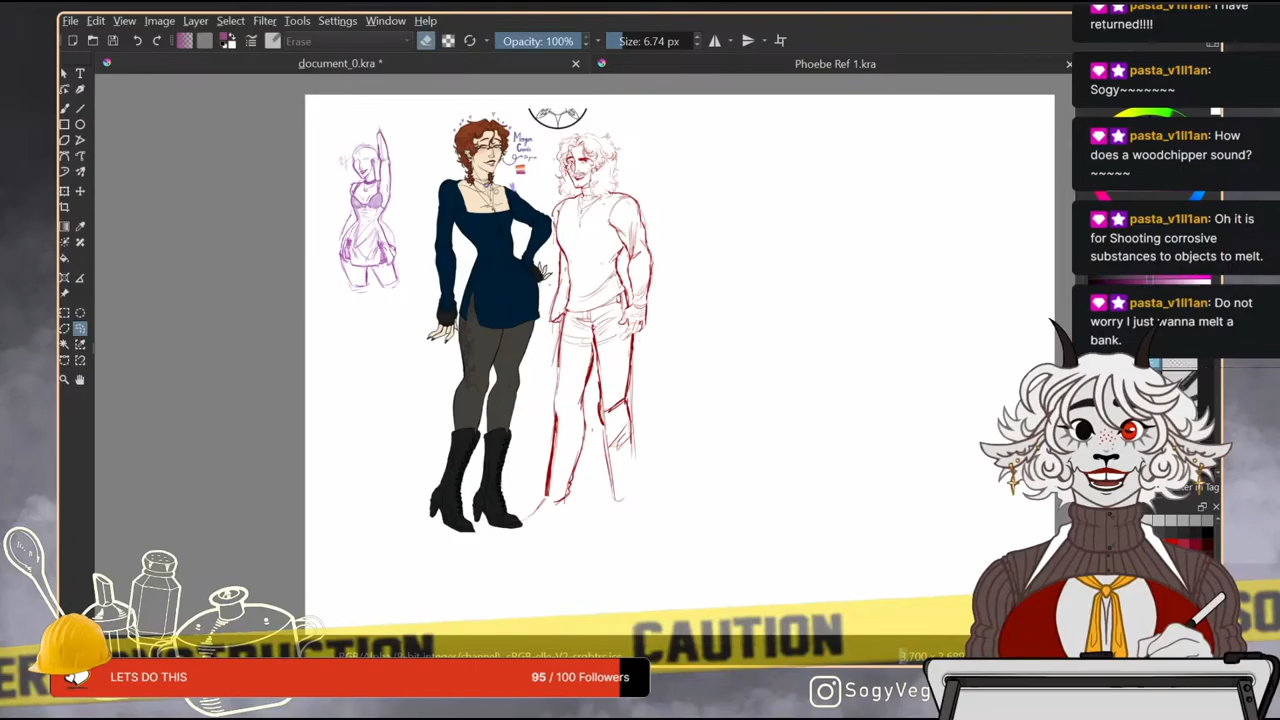 File Edit View Image Layer Select Filter Tools Settings Window Help
Erase
Opacity: 100%
Size: 6.74 px
document_0.kra *
Phoebe Ref 1.kra
Morgan
pasta_v1ll1an: I have
returned!!!!
pasta_v1ll1an:
Sogy~~~~~~~
pasta_v1ll1an: How
does a woodchipper sound?
~~~~~
pasta_v1ll1an: Oh it is
for Shooting corrosive
substances to objects to melt.
pasta_v1ll1an: Do not
worry I just wanna melt a
bank.
in Tag
CAUTION
LETS DO THIS
95 / 100 Followers
SogyVeg